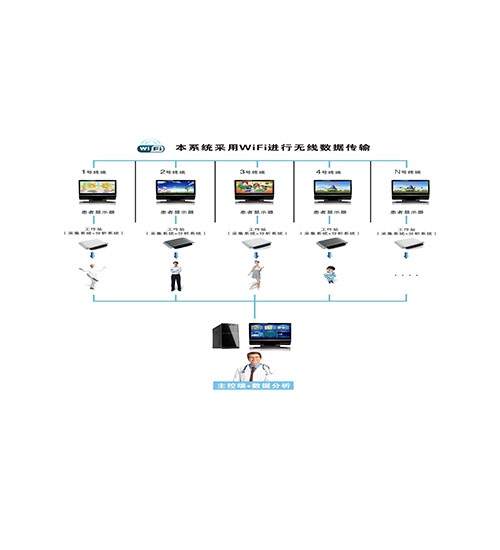 WiFi 本系统采用WiFi进行无线数据传输
1号终端 2号终端 3号终端 4号终端 N号终端
患者显示器 患者显示器 患者显示器 患者显示器 患者显示器
工作站 工作站 工作站 工作站 工作站
(采集系统+分析系统) (采集系统+分析系统) (采集系统+分析系统) (采集系统+分析系统) (采集系统+分析系统)
....
主控端+数据分析